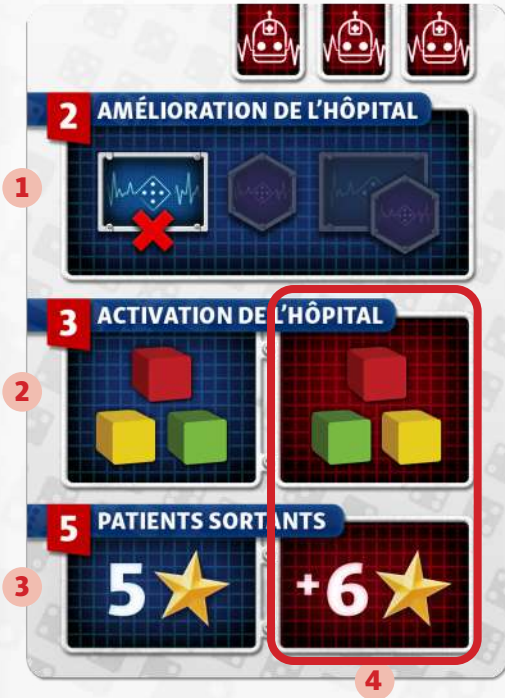 2 AMÉLIORATION DE L'HÔPITAL
1
3 ACTIVATION DE L'HÔPITAL
2
5 PATIENTS SORTANTS
5 +6
3
4